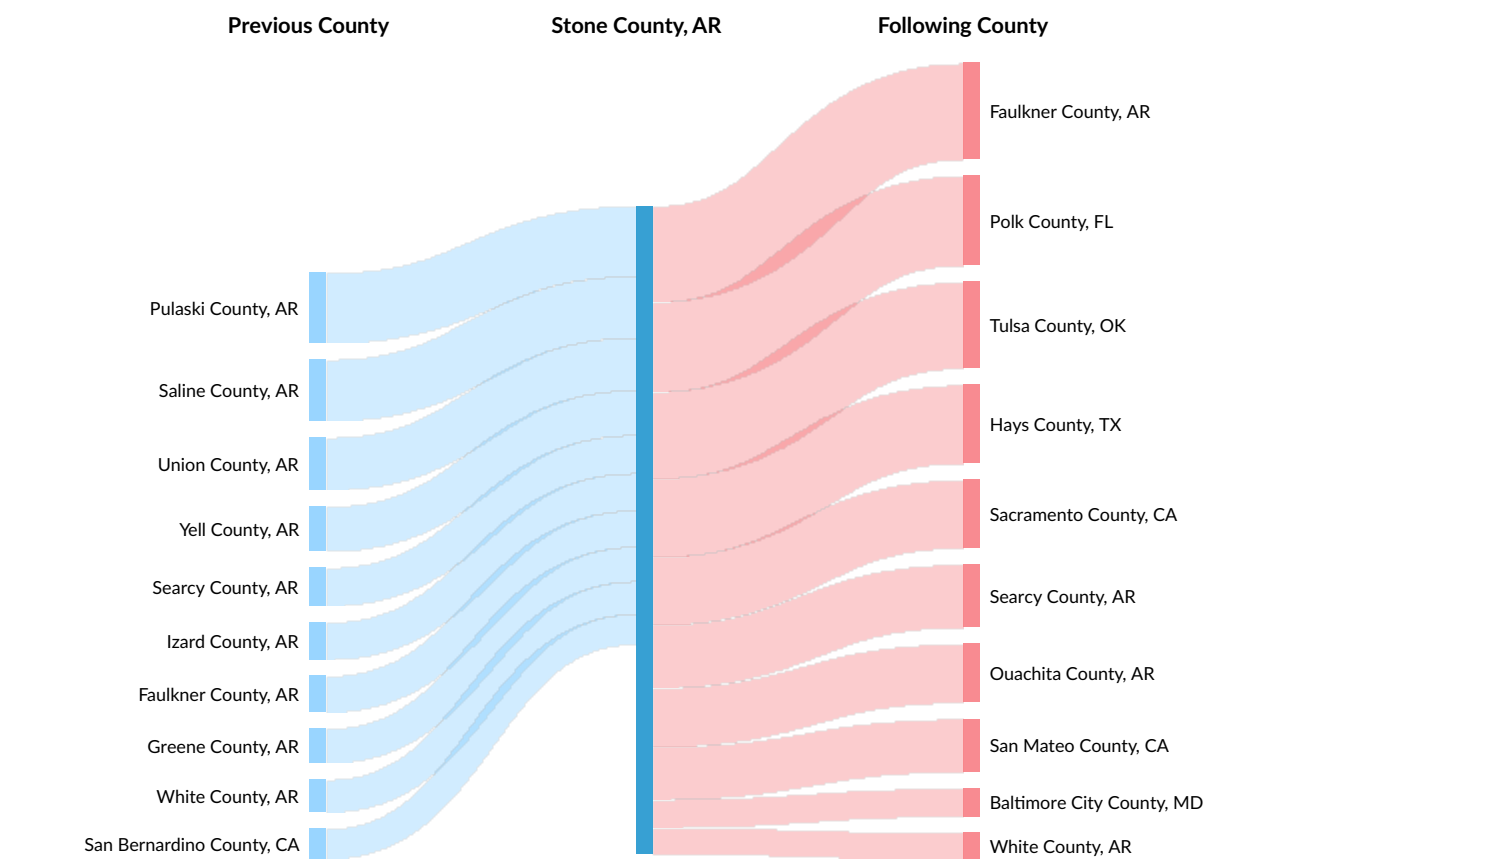 Previous County
Stone County, AR
Following County
Pulaski County, AR
Saline County, AR
Union County, AR
Yell County, AR
Searcy County, AR
Izard County, AR
Faulkner County, AR
Greene County, AR
White County, AR
San Bernardino County, CA
Faulkner County, AR
Polk County, FL
Tulsa County, OK
Hays County, TX
Sacramento County, CA
Searcy County, AR
Ouachita County, AR
San Mateo County, CA
Baltimore City County, MD
White County, AR